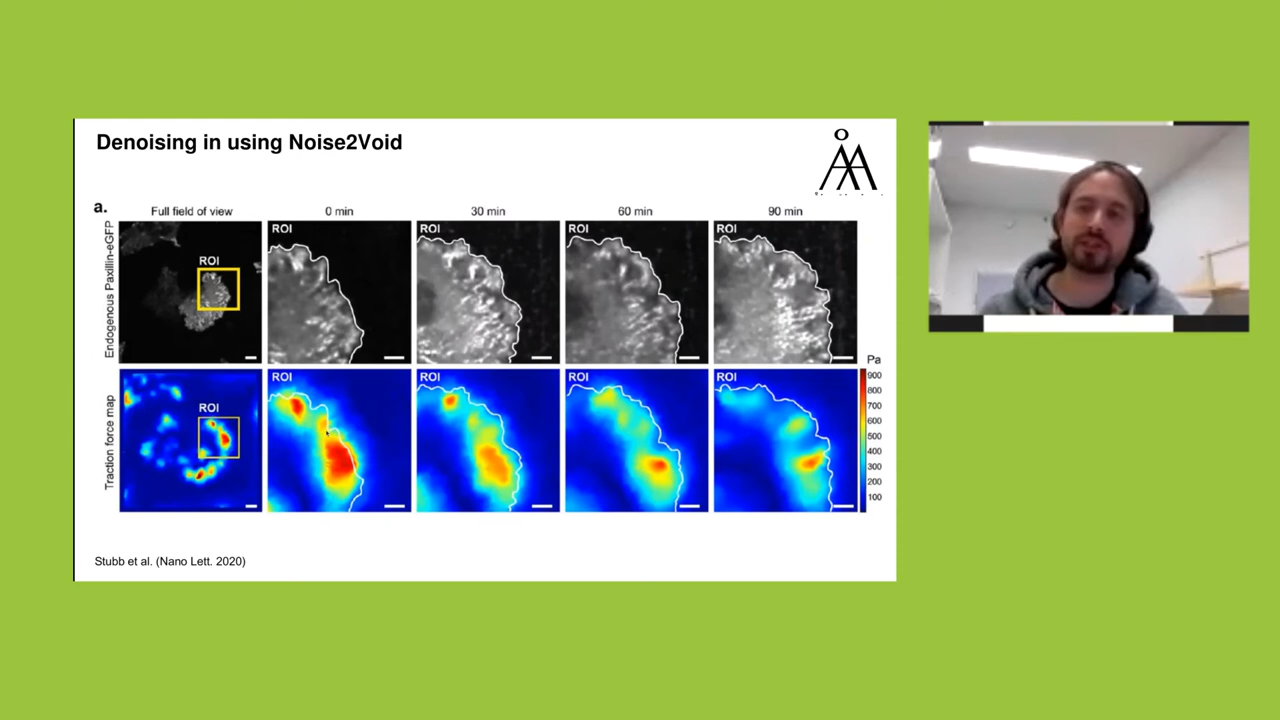 Denoising in using Noise2Void
a.
Full field of view
0 min
30 min
60 min
90 min
Endogenous Paxillin-eGFP
ROI
ROI
ROI
ROI
ROI
Pa
Traction force map
ROI
ROI
ROI
ROI
ROI
900
800
700
600
500
400
300
200
100
Stubb et al. (Nano Lett. 2020)